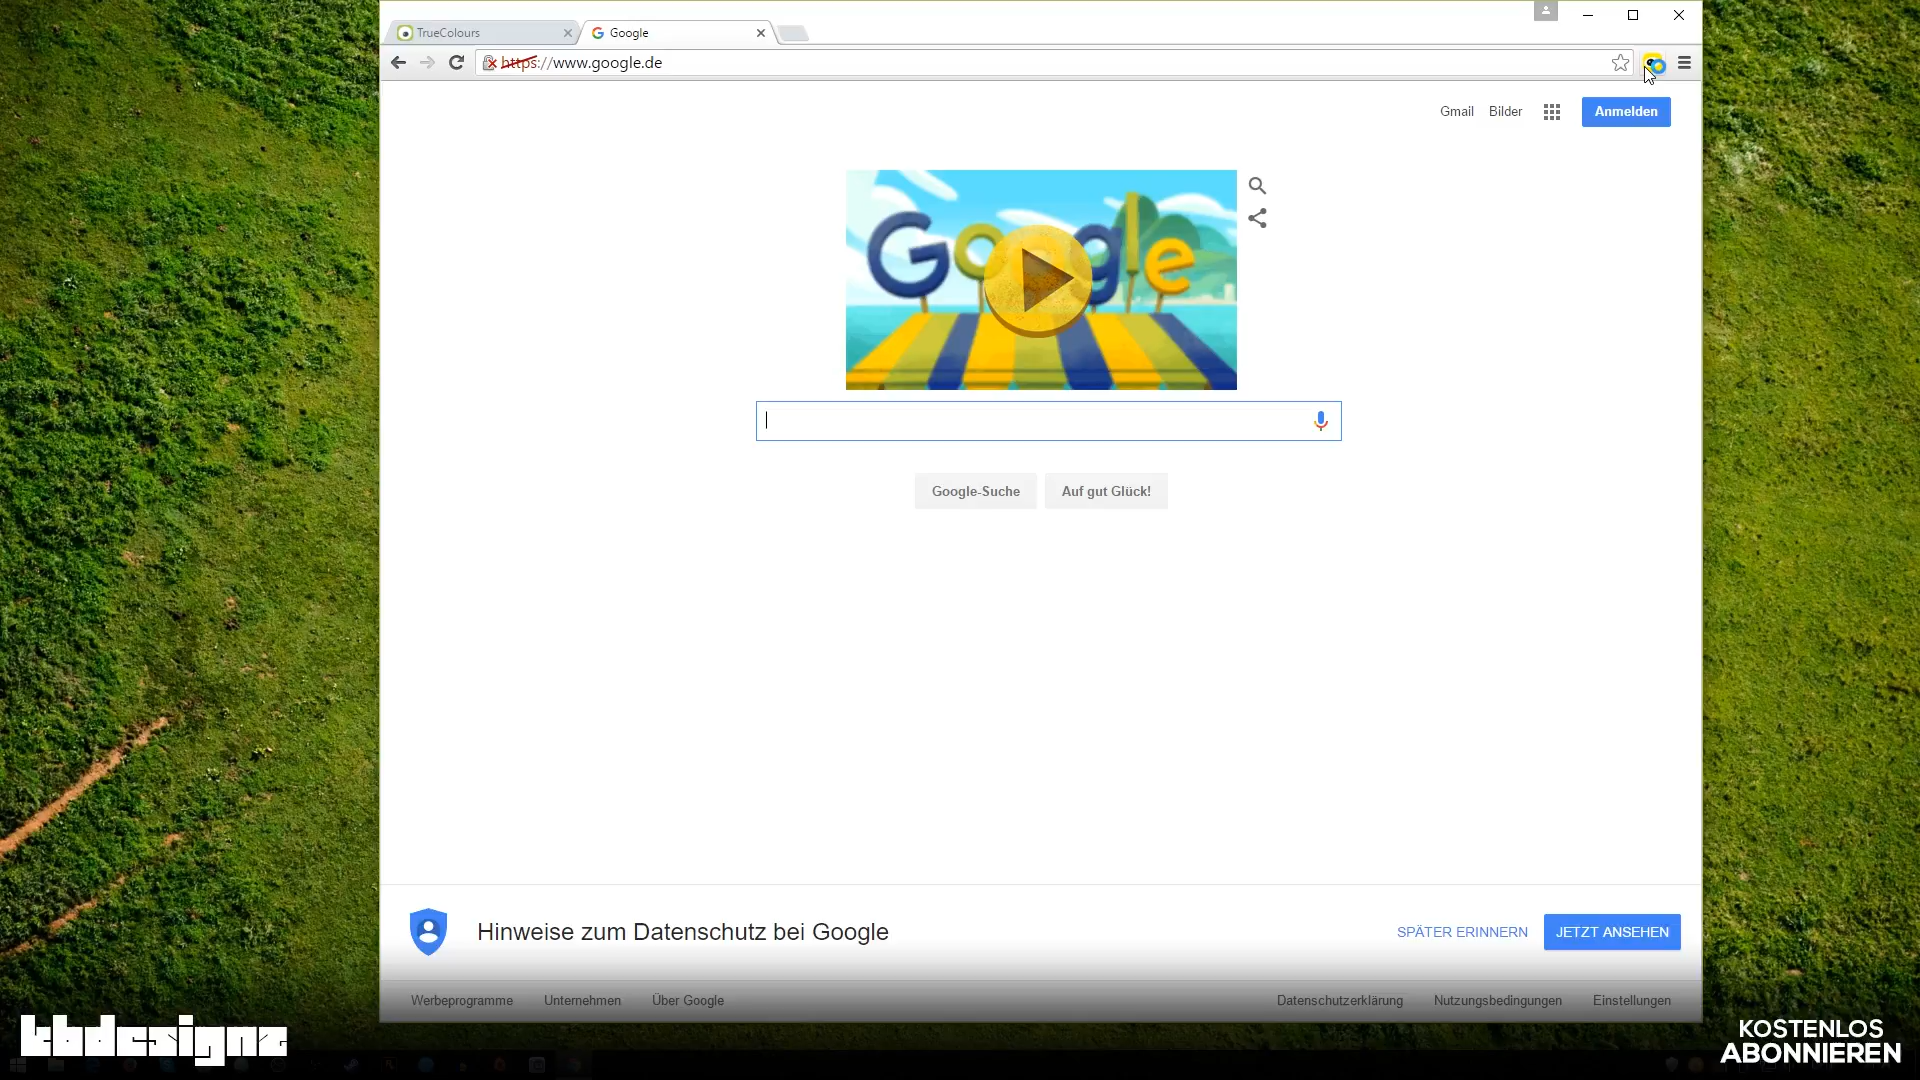 TrueColours
Google
https://www.google.de
Gmail Bilder Anmelden
Google
Google-Suche Auf gut Glück!
Hinweise zum Datenschutz bei Google
SPÄTER ERINNERN JETZT ANSEHEN
Werbeprogramme Unternehmen Über Google Datenschutzerklärung Nutzungsbedingungen Einstellungen
kbdesignz
KOSTENLOS
ABONNIEREN